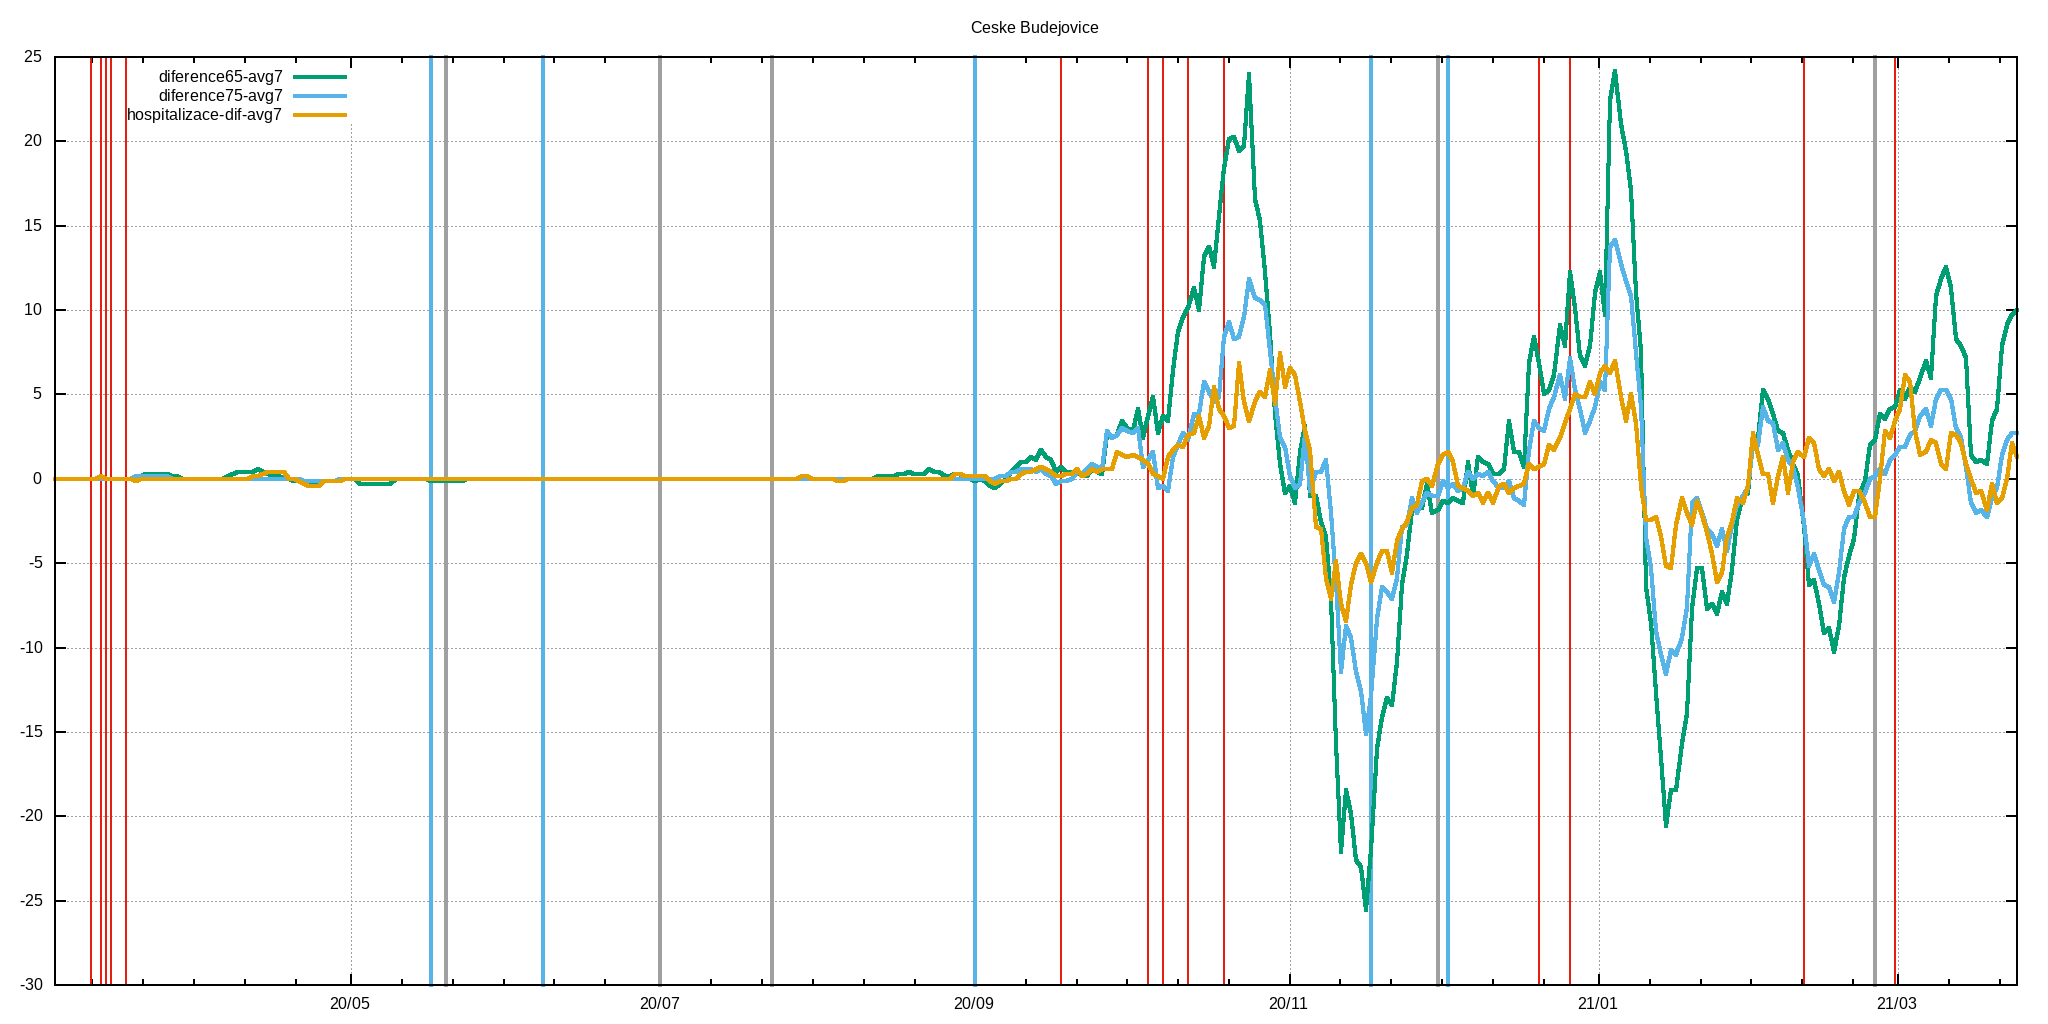 Ceske Budejovice
diference65-avg7
diference75-avg7
hospitalizace-dif-avg7
25
20
15
10
5
0
-5
-10
-15
-20
-25
-30
20/05 20/07 20/09 20/11 21/01 21/03